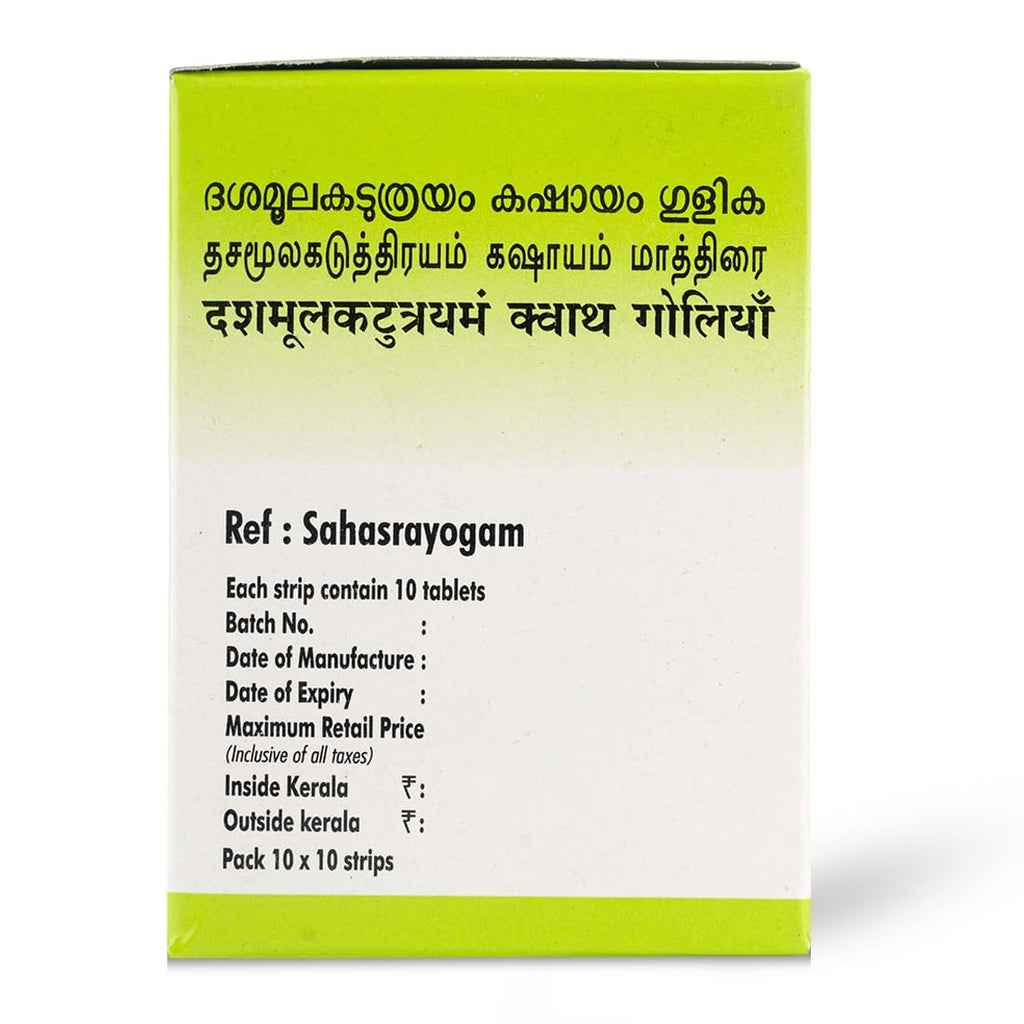 ദശമൂലകടുത്രയം കഷായം ഗുളിക
தசமூலகடுத்திரயம் கஷாயம் மாத்திரை
दशमूलकटुत्रयमं क्वाथ गोलियाँ
Ref : Sahasrayogam
Each strip contain 10 tablets
Batch No. :
Date of Manufacture :
Date of Expiry :
Maximum Retail Price
(Inclusive of all taxes)
Inside Kerala ₹ :
Outside kerala ₹ :
Pack 10 x 10 strips